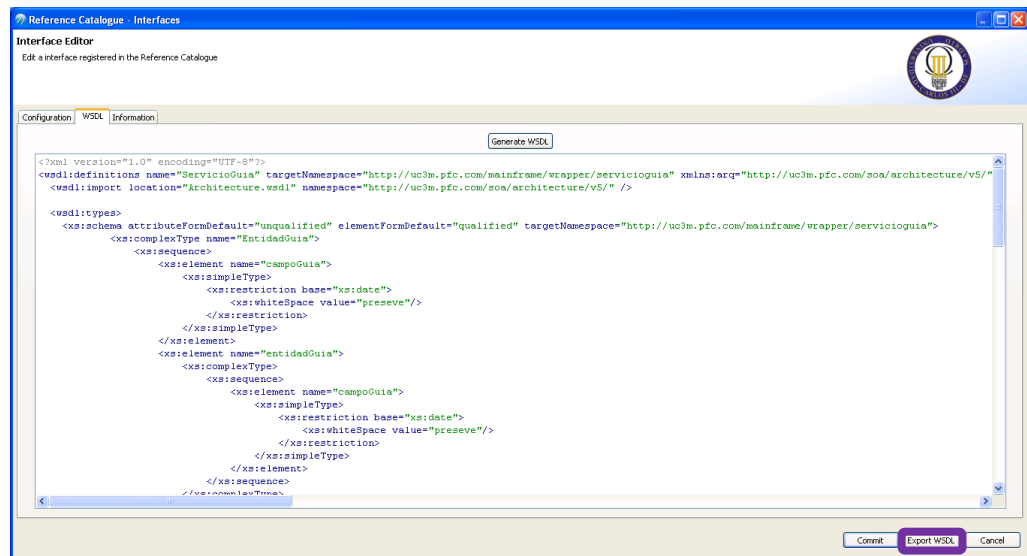 Reference Catalogue - Interfaces
Interface Editor
Edit a interface registered in the Reference Catalogue
Configuration WSDL Information
Generate WSDL
<?xml version="1.0" encoding="UTF-8"?>
<wsdl:definitions name="ServicioGuia" targetNamespace="http://uc3m.pfc.com/mainframe/wrapper/servicioguia" xmlns:arq="http://uc3m.pfc.com/soa/architecture/v5/"
<wsdl:import location="Architecture.wsdl" namespace="http://uc3m.pfc.com/soa/architecture/v5/" />
<wsdl:types>
<xs:schema attributeFormDefault="unqualified" elementFormDefault="qualified" targetNamespace="http://uc3m.pfc.com/mainframe/wrapper/servicioguia">
<xs:complexType name="EntidadGuia">
<xs:sequence>
<xs:element name="campoGuia">
<xs:simpleType>
<xs:restriction base="xs:date">
<xs:whiteSpace value="preseve"/>
</xs:restriction>
</xs:simpleType>
</xs:element>
<xs:element name="entidadGuia">
<xs:complexType>
<xs:sequence>
<xs:element name="campoGuia">
<xs:simpleType>
<xs:restriction base="xs:date">
<xs:whiteSpace value="preseve"/>
</xs:restriction>
</xs:simpleType>
</xs:element>
</xs:sequence>
</xs:complexType>
Commit Export WSDL Cancel